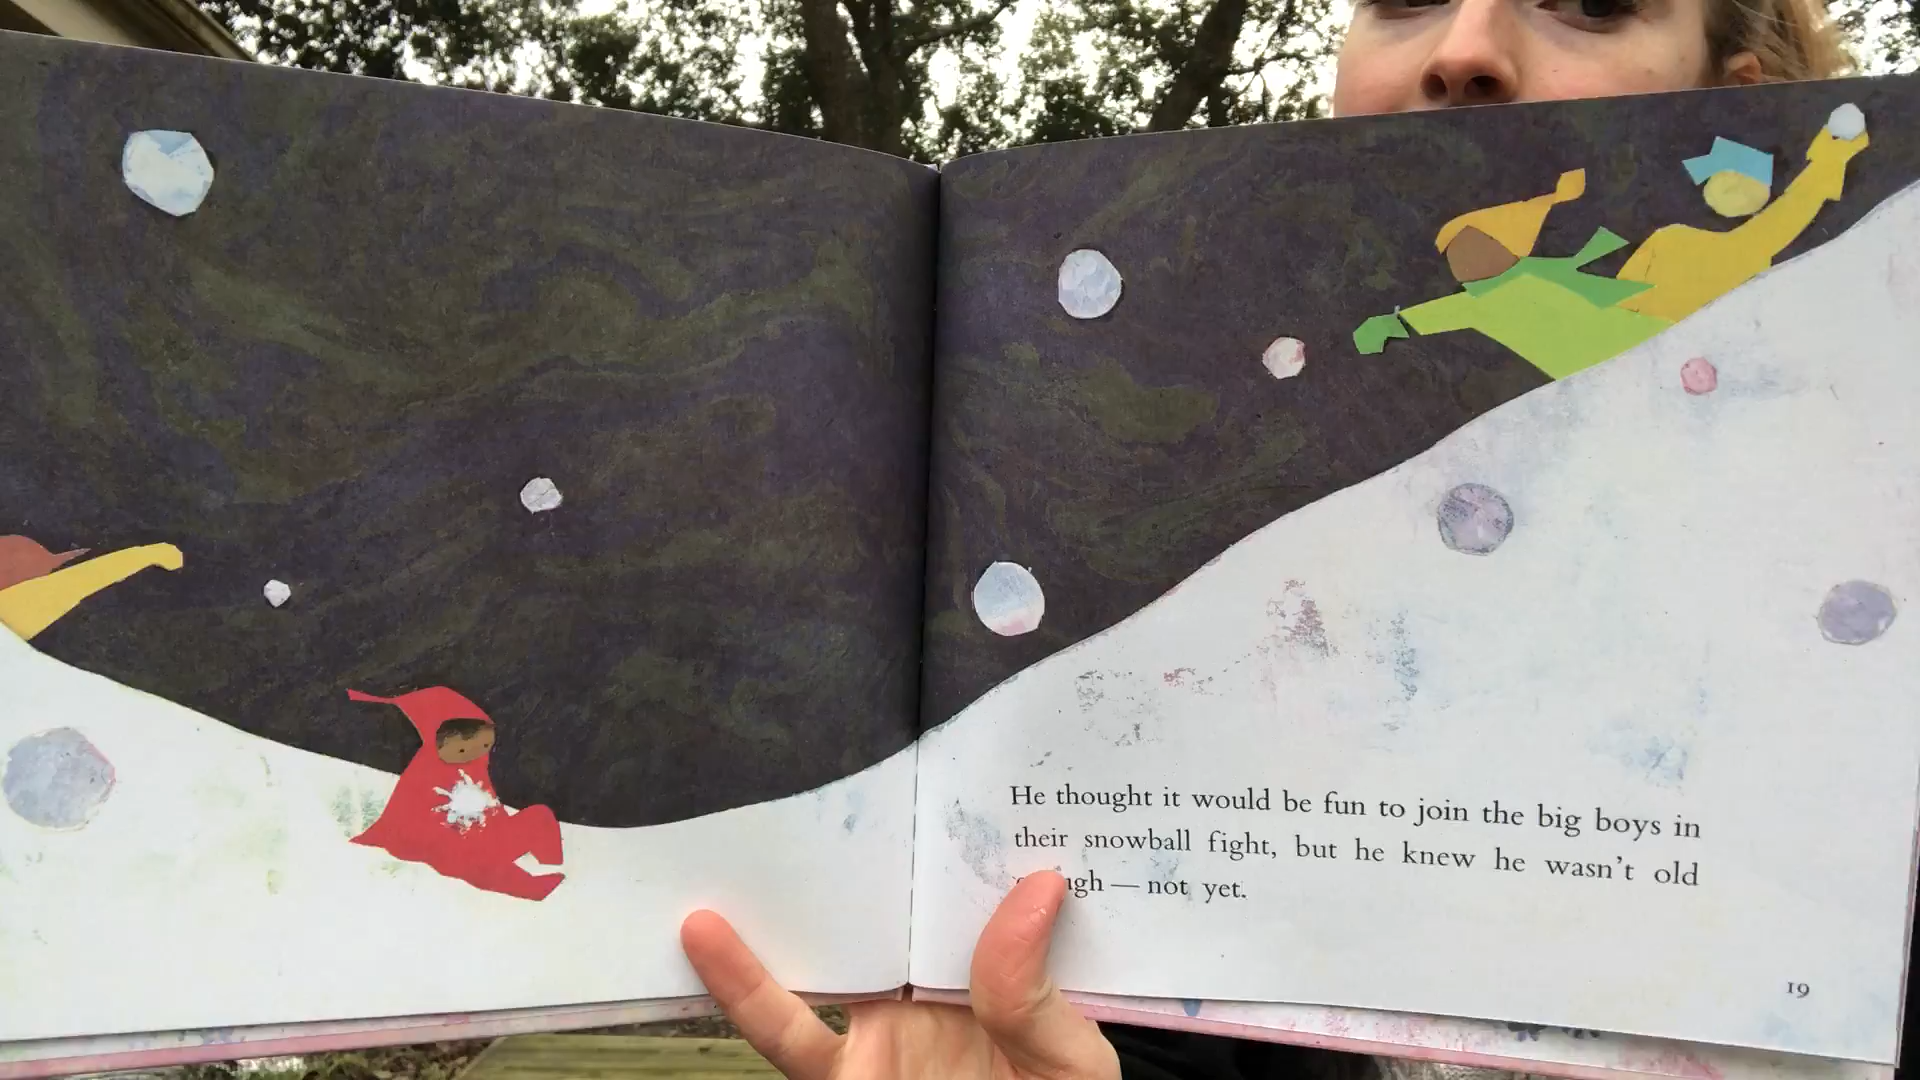 He thought it would be fun to join the big boys in
their snowball fight, but he knew he wasn't old
— not yet.
19